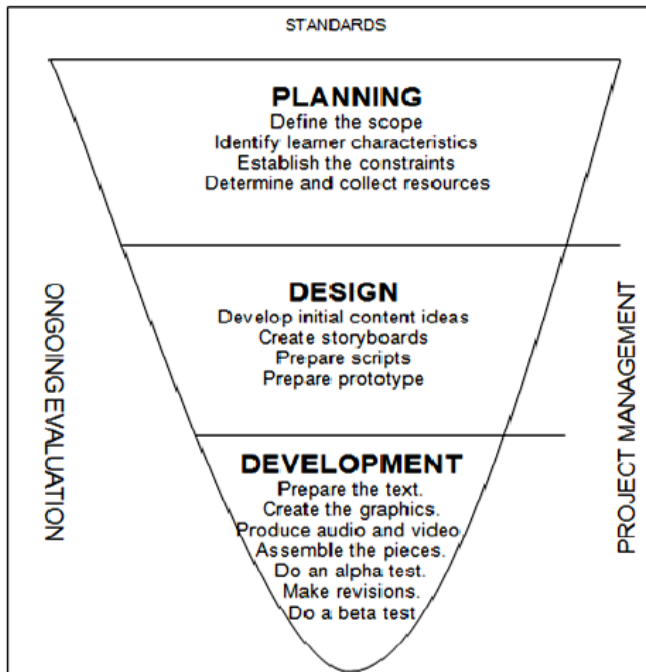 STANDARDS
PLANNING
Define the scope
Identify learner characteristics
Establish the constraints
Determine and collect resources
ONGOING EVALUATION
PROJECT MANAGEMENT
DESIGN
Develop initial content ideas
Create storyboards
Prepare scripts
Prepare prototype
DEVELOPMENT
Prepare the text.
Create the graphics.
Produce audio and video
Assemble the pieces.
Do an alpha test.
Make revisions.
Do a beta test